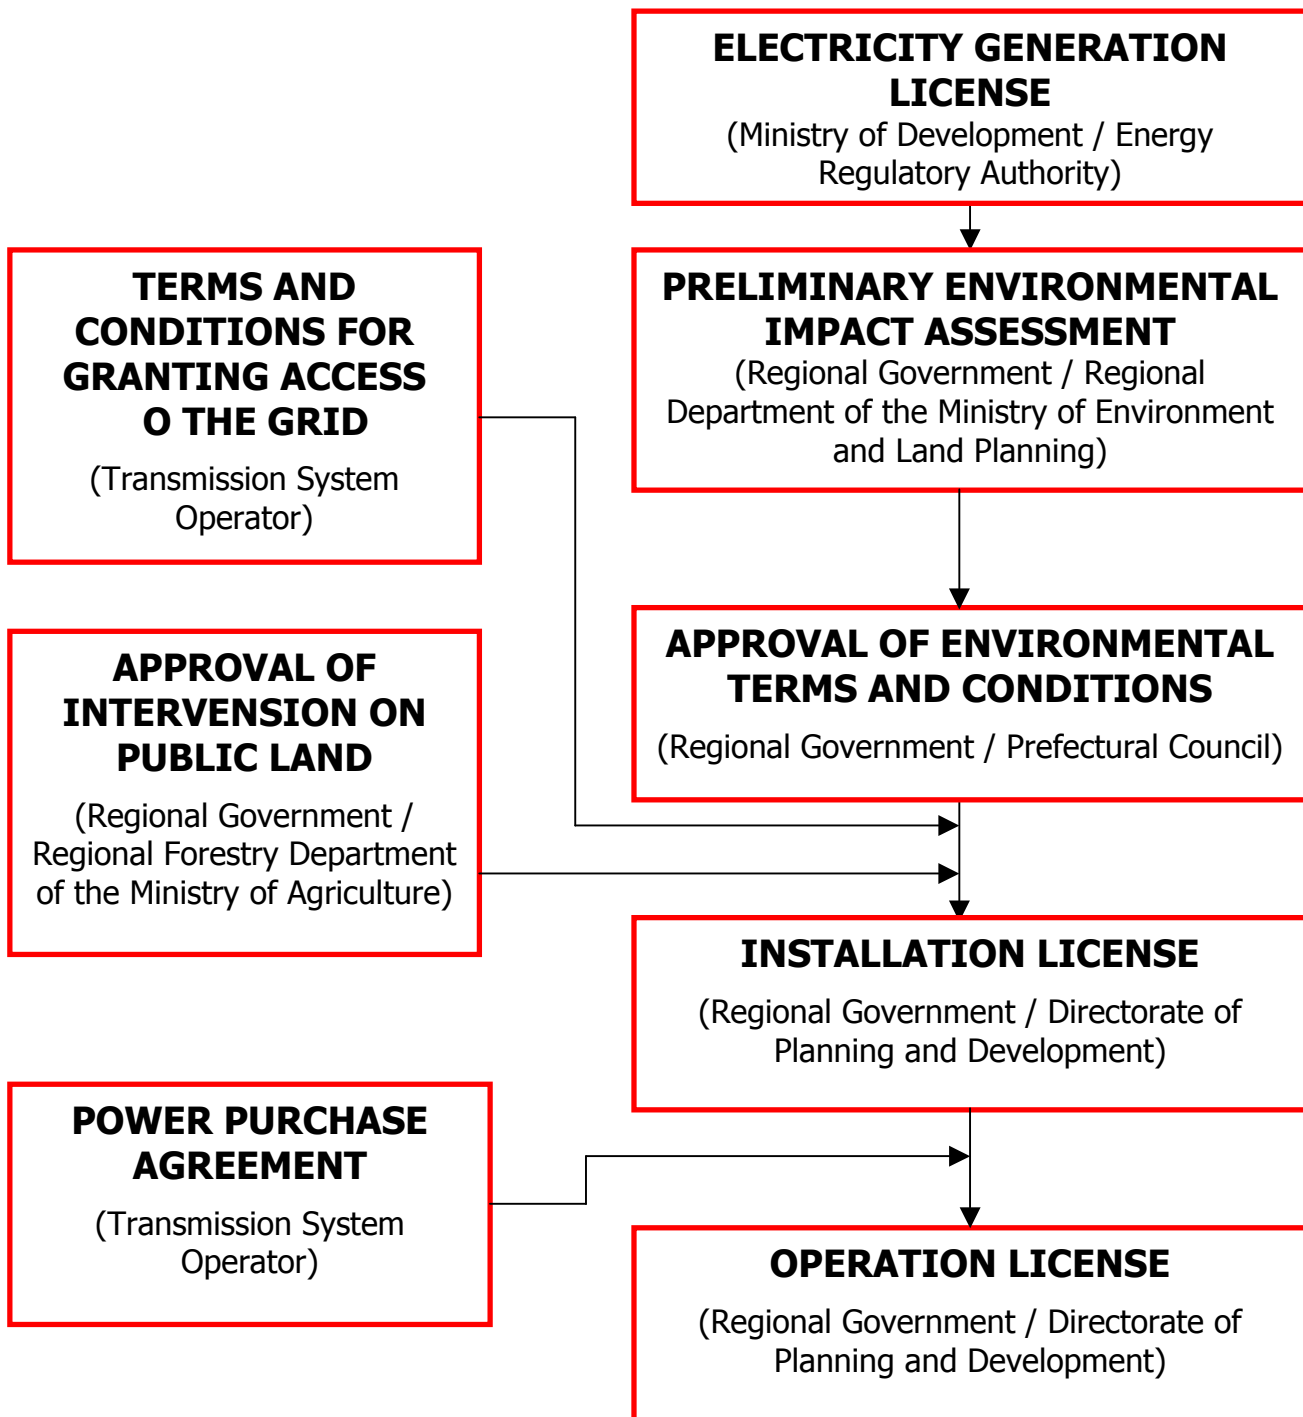 ELECTRICITY GENERATION
LICENSE
(Ministry of Development / Energy
Regulatory Authority)
TERMS AND
CONDITIONS FOR
GRANTING ACCESS
O THE GRID
(Transmission System
Operator)
PRELIMINARY ENVIRONMENTAL
IMPACT ASSESSMENT
(Regional Government / Regional
Department of the Ministry of Environment
and Land Planning)
APPROVAL OF
INTERVENSION ON
PUBLIC LAND
(Regional Government /
Regional Forestry Department
of the Ministry of Agriculture)
APPROVAL OF ENVIRONMENTAL
TERMS AND CONDITIONS
(Regional Government / Prefectural Council)
INSTALLATION LICENSE
(Regional Government / Directorate of
Planning and Development)
POWER PURCHASE
AGREEMENT
(Transmission System
Operator)
OPERATION LICENSE
(Regional Government / Directorate of
Planning and Development)